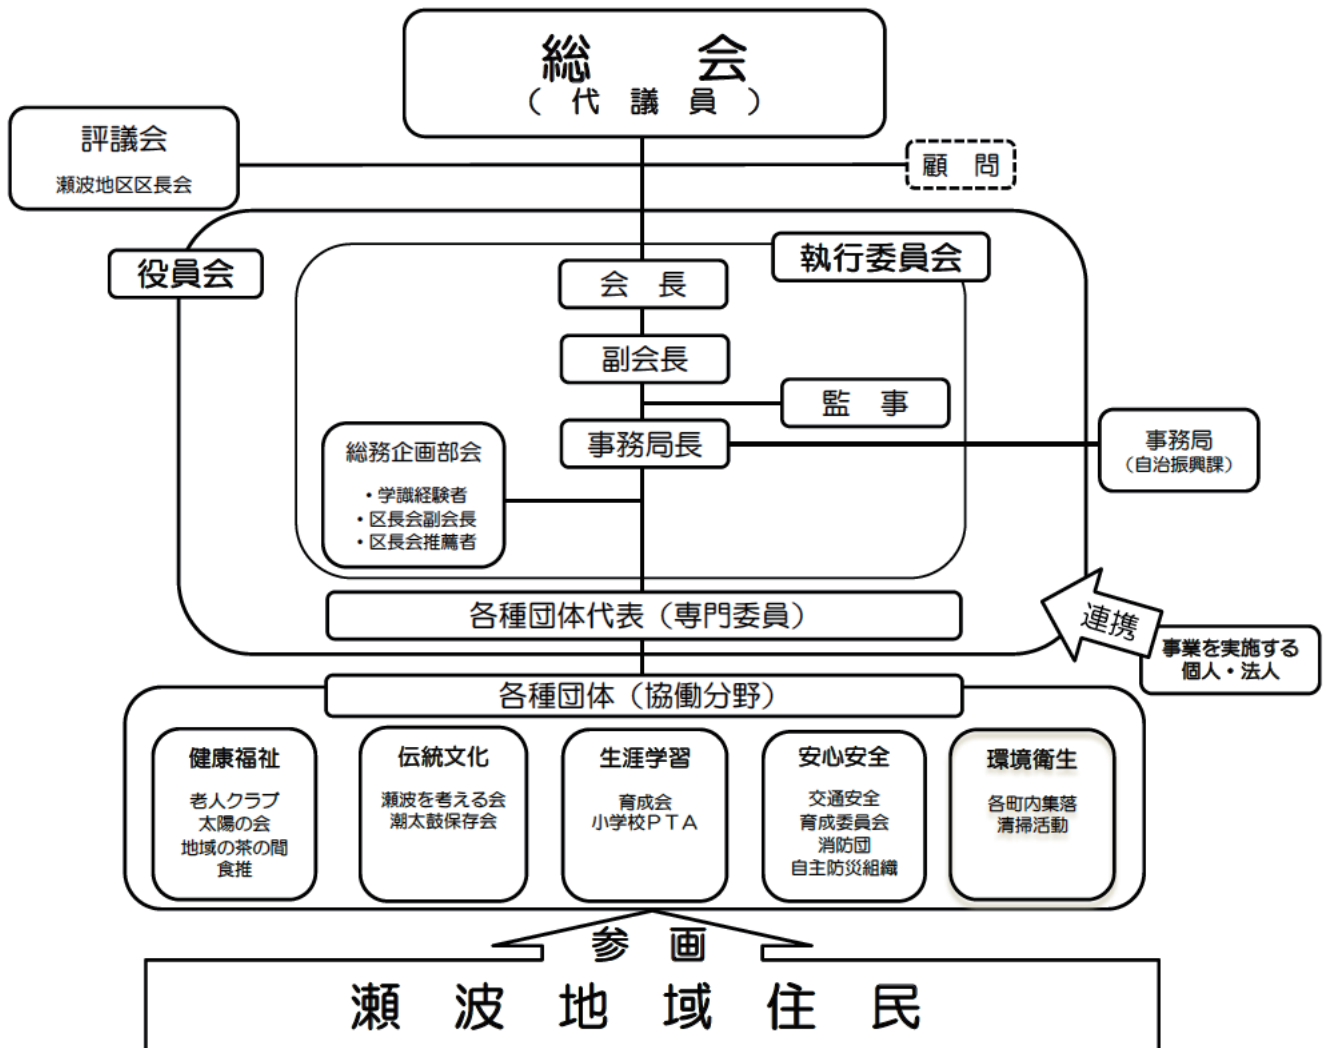 総会
（代議員）
評議会
瀬波地区区長会
顧問
役員会
執行委員会
会長
副会長
監事
事務局長
事務局
（自治振興課）
総務企画部会
・学識経験者
・区長会副会長
・区長会推薦者
各種団体代表（専門委員）
連携
事業を実施する
個人・法人
各種団体（協働分野）
健康福祉
老人クラブ
太陽の会
地域の茶の間
食推
伝統文化
瀬波を考える会
潮太鼓保存会
生涯学習
育成会
小学校ＰＴＡ
安心安全
交通安全
育成委員会
消防団
自主防災組織
環境衛生
各町内集落
清掃活動
参画
瀬波地域住民